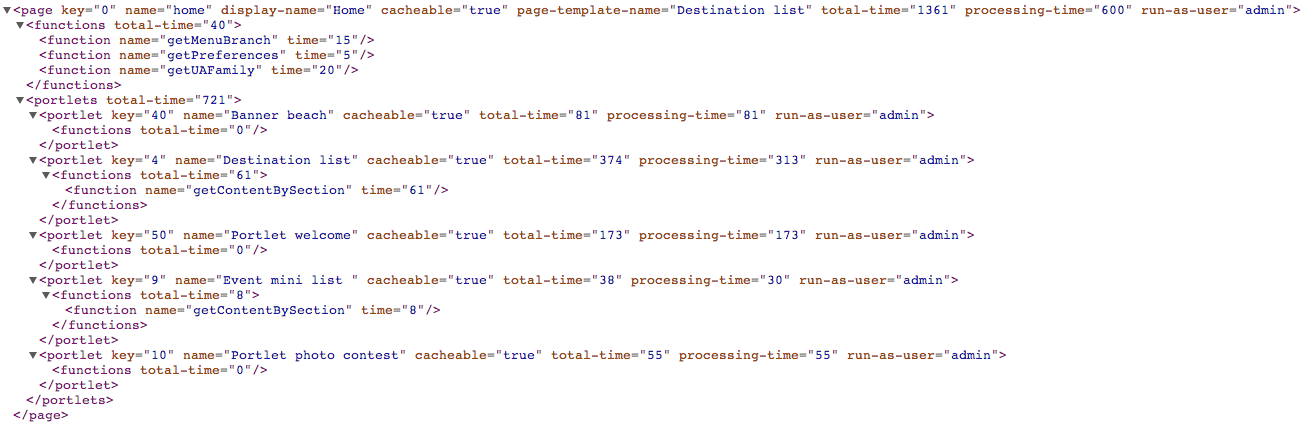 <page key="0" name="home" display-name="Home" cacheable="true" page-template-name="Destination list" total-time="1361" processing-time="600" run-as-user="admin">
<functions total-time="40">
<function name="getMenuBranch" time="15"/>
<function name="getPreferences" time="5"/>
<function name="getUAFamily" time="20"/>
</functions>
<portlets total-time="721">
<portlet key="40" name="Banner beach" cacheable="true" total-time="81" processing-time="81" run-as-user="admin">
<functions total-time="0"/>
</portlet>
<portlet key="4" name="Destination list" cacheable="true" total-time="374" processing-time="313" run-as-user="admin">
<functions total-time="61">
<function name="getContentBySection" time="61"/>
</functions>
</portlet>
<portlet key="50" name="Portlet welcome" cacheable="true" total-time="173" processing-time="173" run-as-user="admin">
<functions total-time="0"/>
</portlet>
<portlet key="9" name="Event mini list " cacheable="true" total-time="38" processing-time="30" run-as-user="admin">
<functions total-time="8">
<function name="getContentBySection" time="8"/>
</functions>
</portlet>
<portlet key="10" name="Portlet photo contest" cacheable="true" total-time="55" processing-time="55" run-as-user="admin">
<functions total-time="0"/>
</portlet>
</portlets>
</page>